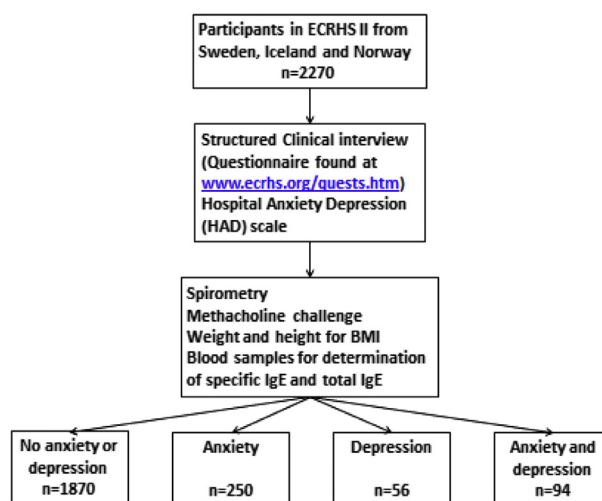 Participants in ECRHS II from
Sweden, Iceland and Norway
n=2270
Structured Clinical interview
(Questionnaire found at
www.ecrhs.org/quests.htm)
Hospital Anxiety Depression
(HAD) scale
Spirometry
Methacholine challenge
Weight and height for BMI
Blood samples for determination
of specific IgE and total IgE
No anxiety or
depression
n=1870
Anxiety
n=250
Depression
n=56
Anxiety and
depression
n=94